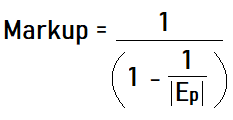 Markup = 1 / (1 - 1 / |Ep|)